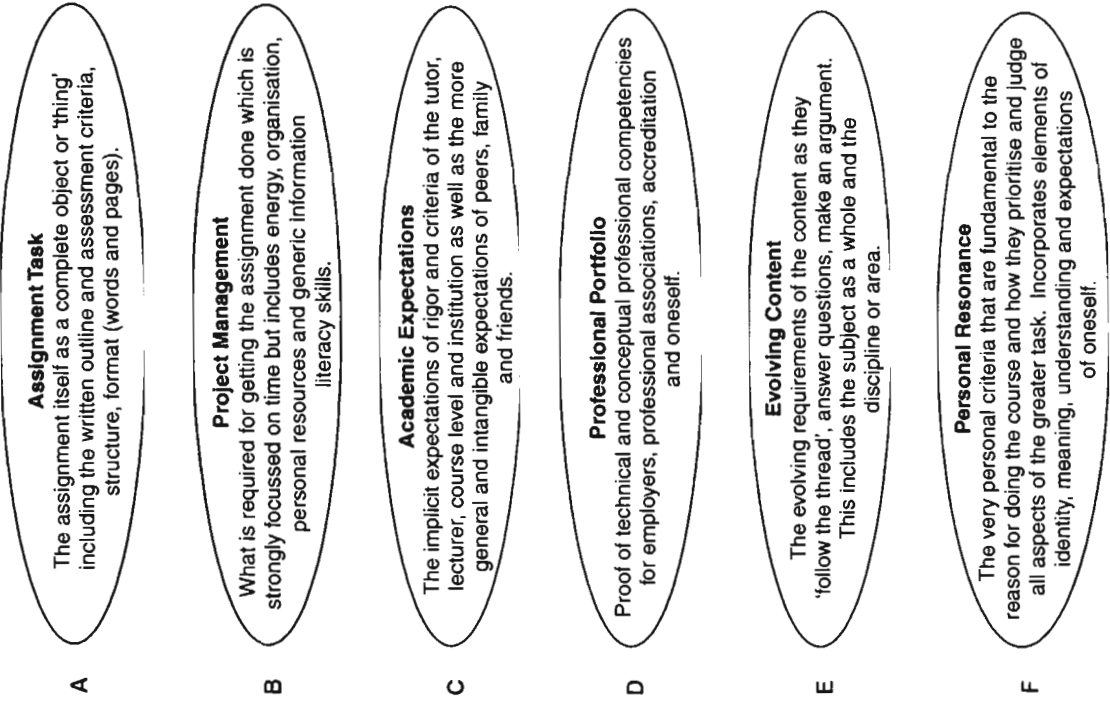 A
Assignment Task
The assignment itself as a complete object or 'thing'
including the written outline and assessment criteria,
structure, format (words and pages).
B
Project Management
What is required for getting the assignment done which is
strongly focussed on time but includes energy, organisation,
personal resources and generic information
literacy skills.
C
Academic Expectations
The implicit expectations of rigor and criteria of the tutor,
lecturer, course level and institution as well as the more
general and intangible expectations of peers, family
and friends.
D
Professional Portfolio
Proof of technical and conceptual professional competencies
for employers, professional associations, accreditation
and oneself.
E
Evolving Content
The evolving requirements of the content as they
'follow the thread', answer questions, make an argument.
This includes the subject as a whole and the
discipline or area.
F
Personal Resonance
The very personal criteria that are fundamental to the
reason for doing the course and how they prioritise and judge
all aspects of the greater task. Incorporates elements of
identity, meaning, understanding and expectations
of oneself.